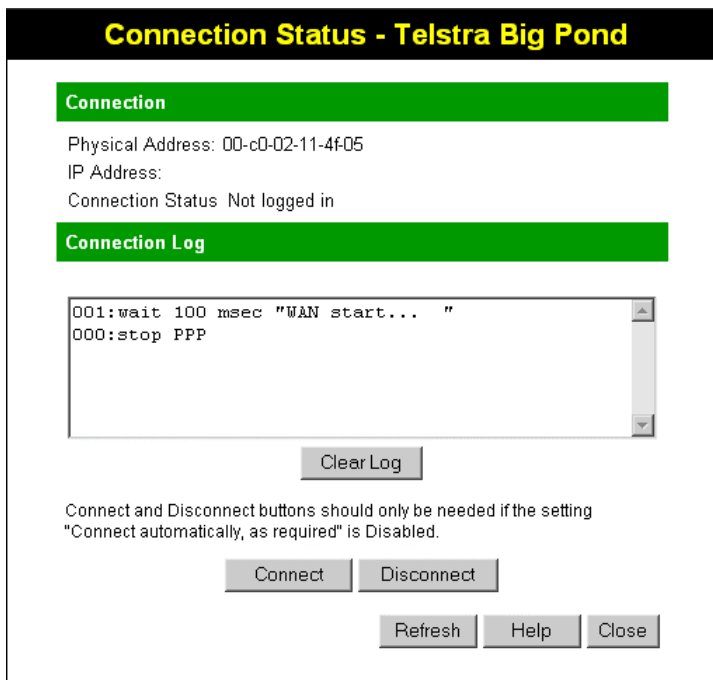 Connection Status - Telstra Big Pond
Connection
Physical Address: 00-c0-02-11-4f-05
IP Address:
Connection Status  Not logged in
Connection Log
001:wait 100 msec "WAN start...  "
000:stop PPP
Clear Log
Connect and Disconnect buttons should only be needed if the setting
"Connect automatically, as required" is Disabled.
Connect Disconnect
Refresh Help Close